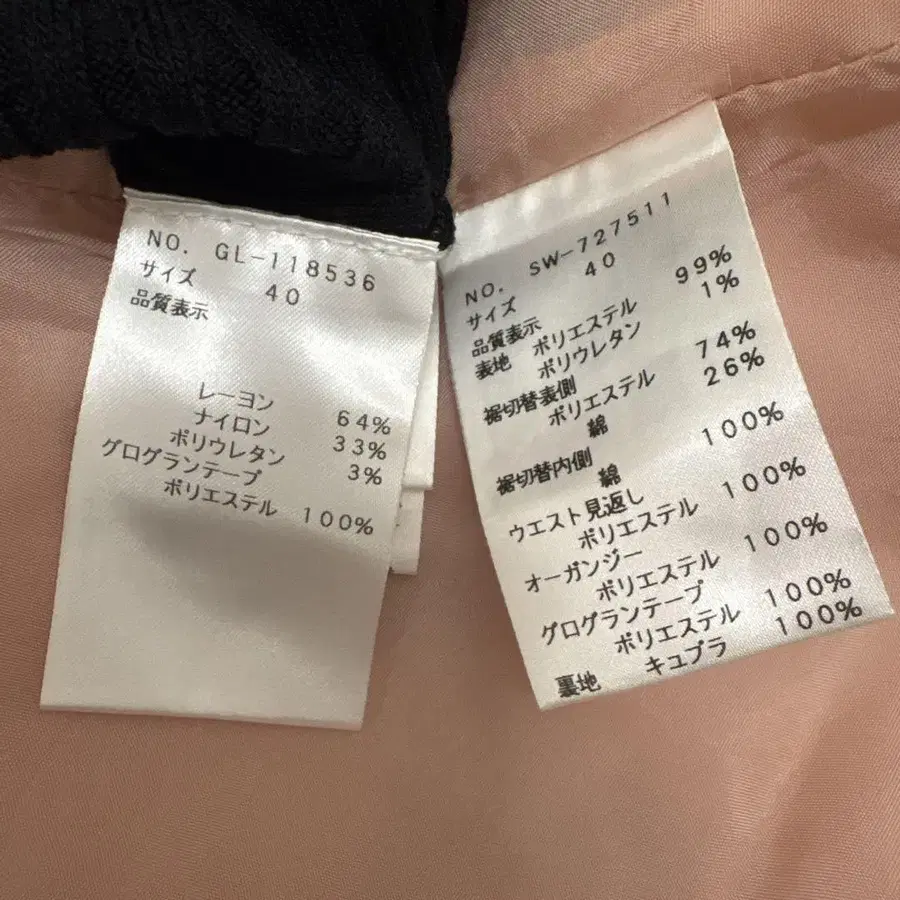 NO. GL-118536
サイズ 40
品質表示
レーヨン 64%
ナイロン 33%
ポリウレタン 3%
グログランテープ
ポリエステル 100%
NO. SW-727511
サイズ 40
品質表示
表地 ポリエステル 99%
ポリウレタン 1%
裾切替表側
ポリエステル 74%
綿 26%
裾切替内側
綿 100%
ウエスト見返し
ポリエステル 100%
オーガンジー
ポリエステル 100%
グログランテープ
ポリエステル 100%
裏地 キュプラ 100%